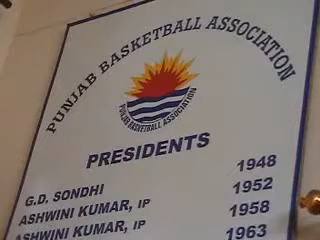 PUNJAB BASKETBALL ASSOCIATION
PUNJAB BASKETBALL ASSOCIATION
PRESIDENTS
G.D. SONDHI 1948
ASHWINI KUMAR, IP 1952
ASHWINI KUMAR, IP 1958
1963